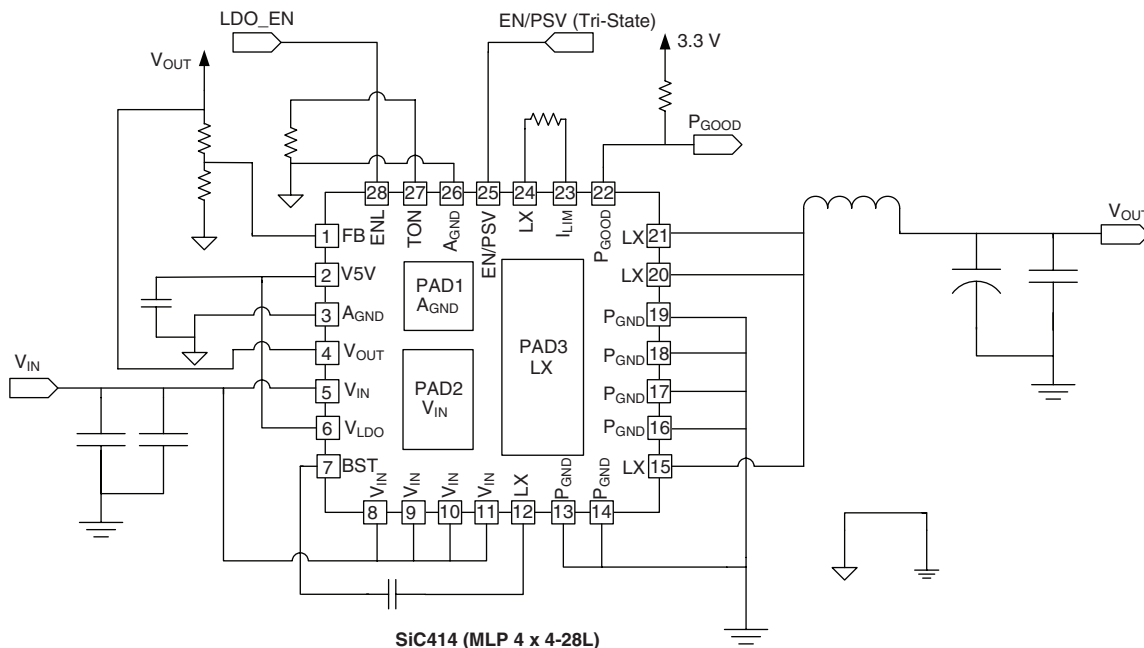 LDO_EN
EN/PSV (Tri-State)
3.3 V
VOUT
PGOOD
28 27 26 25 24 23 22
ENL
TON
AGND
EN/PSV
LX
ILIM
PGOOD
1 FB
2 V5V
3 AGND
4 VOUT
5 VIN
6 VLDO
7 BST
PAD1
AGND
PAD2
VIN
PAD3
LX
LX 21
LX 20
PGND 19
PGND 18
PGND 17
PGND 16
LX 15
VOUT
VIN
VIN
VIN
VIN
VIN
LX
PGND
PGND
8 9 10 11 12 13 14
SiC414 (MLP 4 x 4-28L)